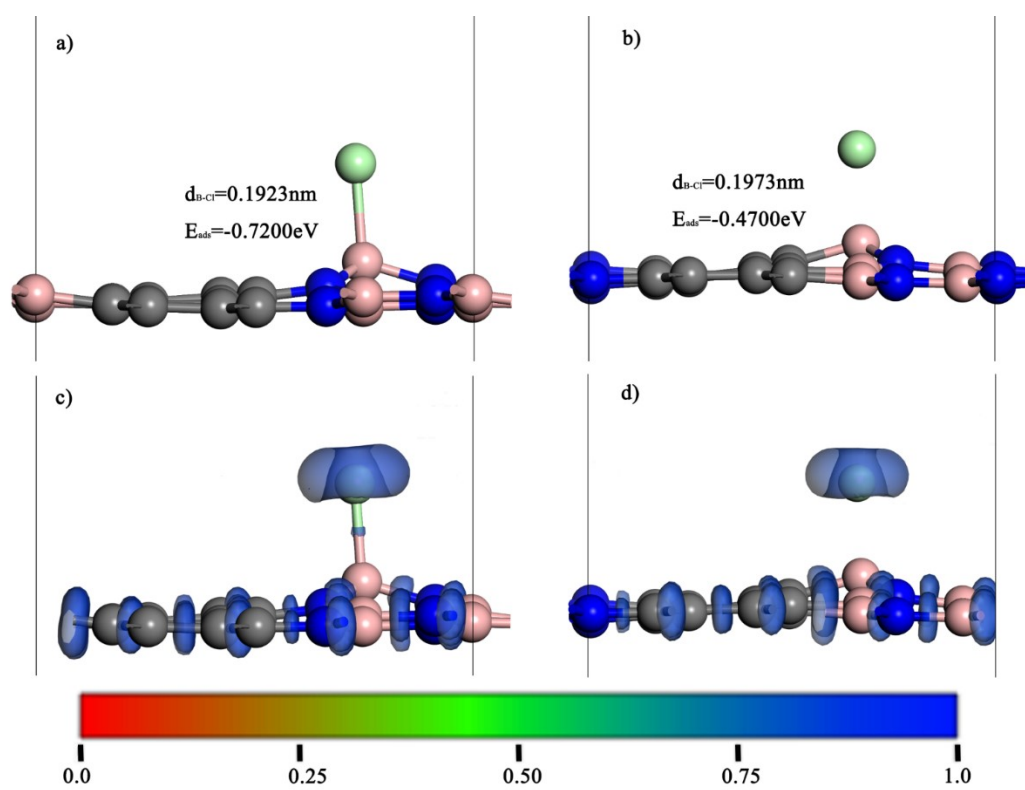 a)
b)
dB-Cl=0.1923nm
Eads=-0.7200eV
dB-Cl=0.1973nm
Eads=-0.4700eV
c)
d)
0.0 0.25 0.50 0.75 1.0